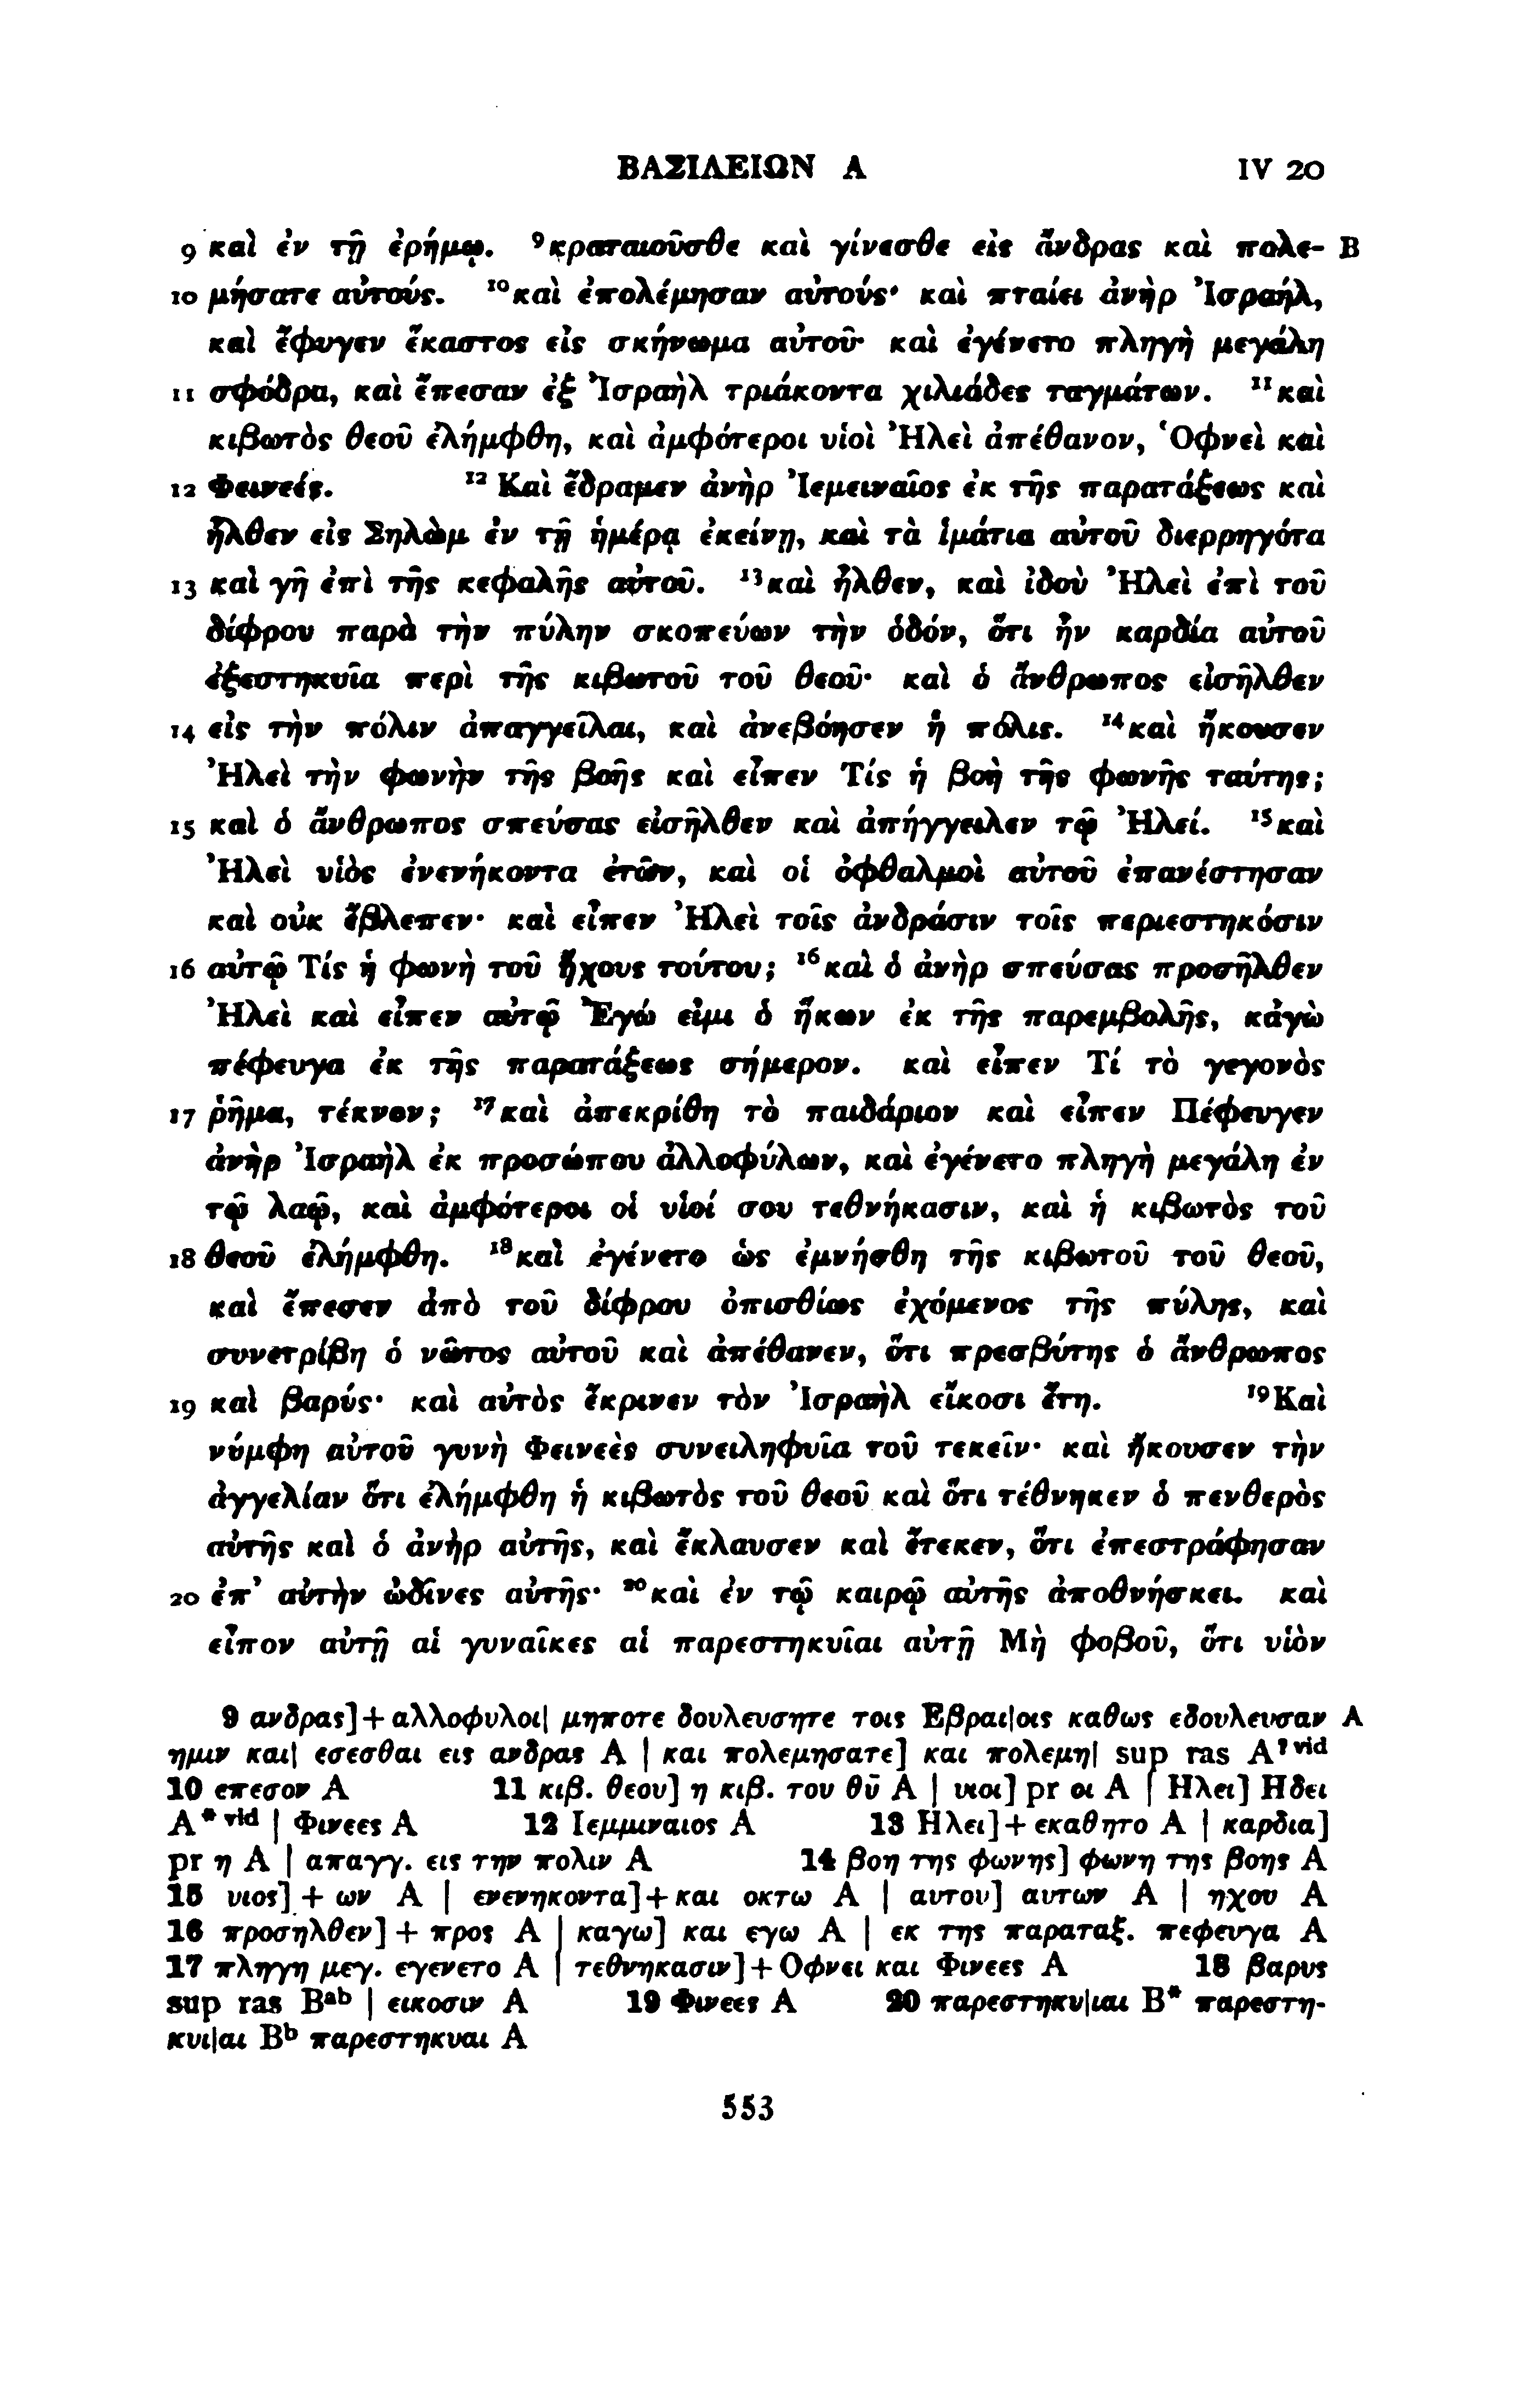 ΒΑΣΙΛΕΙΩΝ Α IV 20
9 καὶ ἐν τῇ ἐρήμῳ. ⁹κραταιοῦσθε καὶ γίνεσθε εἰς ἄνδρας καὶ πολε- B
10 μήσατε αὐτούς. ¹⁰καὶ ἐπολέμησαν αὐτούς· καὶ πταίει ἀνὴρ Ἰσραήλ,
καὶ ἔφυγεν ἕκαστος εἰς σκήνωμα αὐτοῦ· καὶ ἐγένετο πληγὴ μεγάλη
11 σφόδρα, καὶ ἔπεσαν ἐξ Ἰσραὴλ τριάκοντα χιλιάδες ταγμάτων. ¹¹καὶ
κιβωτὸς θεοῦ ἐλήμφθη, καὶ ἀμφότεροι υἱοὶ Ἠλεὶ ἀπέθανον, Ὀφνεὶ καὶ
12 Φεινεές. ¹² Καὶ ἔδραμεν ἀνὴρ Ἰεμειναῖος ἐκ τῆς παρατάξεως καὶ
ἦλθεν εἰς Σηλὼμ ἐν τῇ ἡμέρᾳ ἐκείνῃ, καὶ τὰ ἱμάτια αὐτοῦ διερρηγότα
13 καὶ γῆ ἐπὶ τῆς κεφαλῆς αὐτοῦ. ¹³καὶ ἦλθεν, καὶ ἰδοὺ Ἠλεὶ ἐπὶ τοῦ
δίφρου παρὰ τὴν πύλην σκοπεύων τὴν ὁδόν, ὅτι ἦν καρδία αὐτοῦ
ἐξεστηκυῖα περὶ τῆς κιβωτοῦ τοῦ θεοῦ· καὶ ὁ ἄνθρωπος εἰσῆλθεν
14 εἰς τὴν πόλιν ἀπαγγεῖλαι, καὶ ἀνεβόησεν ἡ πόλις. ¹⁴καὶ ἤκουσεν
Ἠλεὶ τὴν φωνὴν τῆς βοῆς καὶ εἶπεν Τίς ἡ βοὴ τῆς φωνῆς ταύτης;
15 καὶ ὁ ἄνθρωπος σπεύσας εἰσῆλθεν καὶ ἀπήγγειλεν τῷ Ἠλεί. ¹⁵καὶ
Ἠλεὶ υἱὸς ἐνενήκοντα ἐτῶν, καὶ οἱ ὀφθαλμοὶ αὐτοῦ ἐπανέστησαν
καὶ οὐκ ἔβλεπεν· καὶ εἶπεν Ἠλεὶ τοῖς ἀνδράσιν τοῖς περιεστηκόσιν
16 αὐτῷ Τίς ἡ φωνὴ τοῦ ἤχους τούτου; ¹⁶καὶ ὁ ἀνὴρ σπεύσας προσῆλθεν
Ἠλεὶ καὶ εἶπεν αὐτῷ Ἐγώ εἰμι ὁ ἥκων ἐκ τῆς παρεμβολῆς, κἀγὼ
πέφευγα ἐκ τῆς παρατάξεως σήμερον. καὶ εἶπεν Τί τὸ γεγονὸς
17 ῥῆμα, τέκνον; ¹⁷καὶ ἀπεκρίθη τὸ παιδάριον καὶ εἶπεν Πέφευγεν
ἀνὴρ Ἰσραὴλ ἐκ προσώπου ἀλλοφύλων, καὶ ἐγένετο πληγὴ μεγάλη ἐν
τῷ λαῷ, καὶ ἀμφότεροι οἱ υἱοί σου τεθνήκασιν, καὶ ἡ κιβωτὸς τοῦ
18 θεοῦ ἐλήμφθη. ¹⁸καὶ ἐγένετο ὡς ἐμνήσθη τῆς κιβωτοῦ τοῦ θεοῦ,
καὶ ἔπεσεν ἀπὸ τοῦ δίφρου ὀπισθίως ἐχόμενος τῆς πύλης, καὶ
συνετρίβη ὁ νῶτος αὐτοῦ καὶ ἀπέθανεν, ὅτι πρεσβύτης ὁ ἄνθρωπος
19 καὶ βαρύς· καὶ αὐτὸς ἔκρινεν τὸν Ἰσραὴλ εἴκοσι ἔτη. ¹⁹Καὶ
νύμφη αὐτοῦ γυνὴ Φεινεὲς συνειληφυῖα τοῦ τεκεῖν· καὶ ἤκουσεν τὴν
ἀγγελίαν ὅτι ἐλήμφθη ἡ κιβωτὸς τοῦ θεοῦ καὶ ὅτι τέθνηκεν ὁ πενθερὸς
αὐτῆς καὶ ὁ ἀνὴρ αὐτῆς, καὶ ἔκλαυσεν καὶ ἔτεκεν, ὅτι ἐπεστράφησαν
20 ἐπ᾿ αὐτὴν ὠδῖνες αὐτῆς· ²⁰καὶ ἐν τῷ καιρῷ αὐτῆς ἀποθνήσκει. καὶ
εἶπον αὐτῇ αἱ γυναῖκες αἱ παρεστηκυῖαι αὐτῇ Μὴ φοβοῦ, ὅτι υἱὸν
9 ανδρας]+αλλοφυλοι| μηποτε δουλευσητε τοις Εβραι|οις καθως εδουλευσαν A
ημιν και| εσεσθαι εις ανδρας A | και πολεμησατε] και πολεμη| sup ras A¹ ᵛⁱᵈ
10 επεσον A 11 κιβ. θεου] η κιβ. του θῡ A | υιοι] pr οι A | Ηλει] Ηδει
A* ᵛⁱᵈ | Φινεες A 12 Ιεμμιναιος A 13 Ηλει]+εκαθητο A | καρδια]
pr η A | απαγγ. εις την πολιν A 14 βοη της φωνης] φωνη της βοης A
15 υιος]+ων A | ενενηκοντα]+και οκτω A | αυτου] αυτων A | ηχου A
16 προσηλθεν]+προς A | καγω] και εγω A | εκ της παραταξ. πεφευγα A
17 πληγη μεγ. εγενετο A | τεθνηκασιν]+Οφνει και Φινεες A 18 βαρυς
sup ras Bᵃᵇ | εικοσιν A 19 Φινεες A 20 παρεστηκυ|ιαι B* παρεστη-
κυι|αι Bᵇ παρεστηκυαι A
553